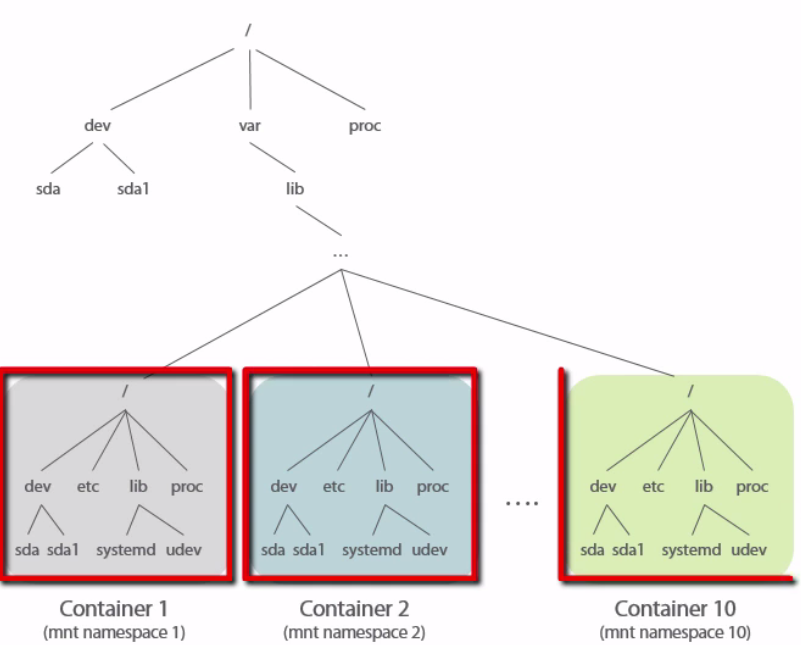 /
dev var proc
sda sda1 lib
...
/ / /
dev etc lib proc dev etc lib proc dev etc lib proc
....
sda sda1 systemd udev sda sda1 systemd udev sda sda1 systemd udev
Container 1 Container 2 Container 10
(mnt namespace 1) (mnt namespace 2) (mnt namespace 10)